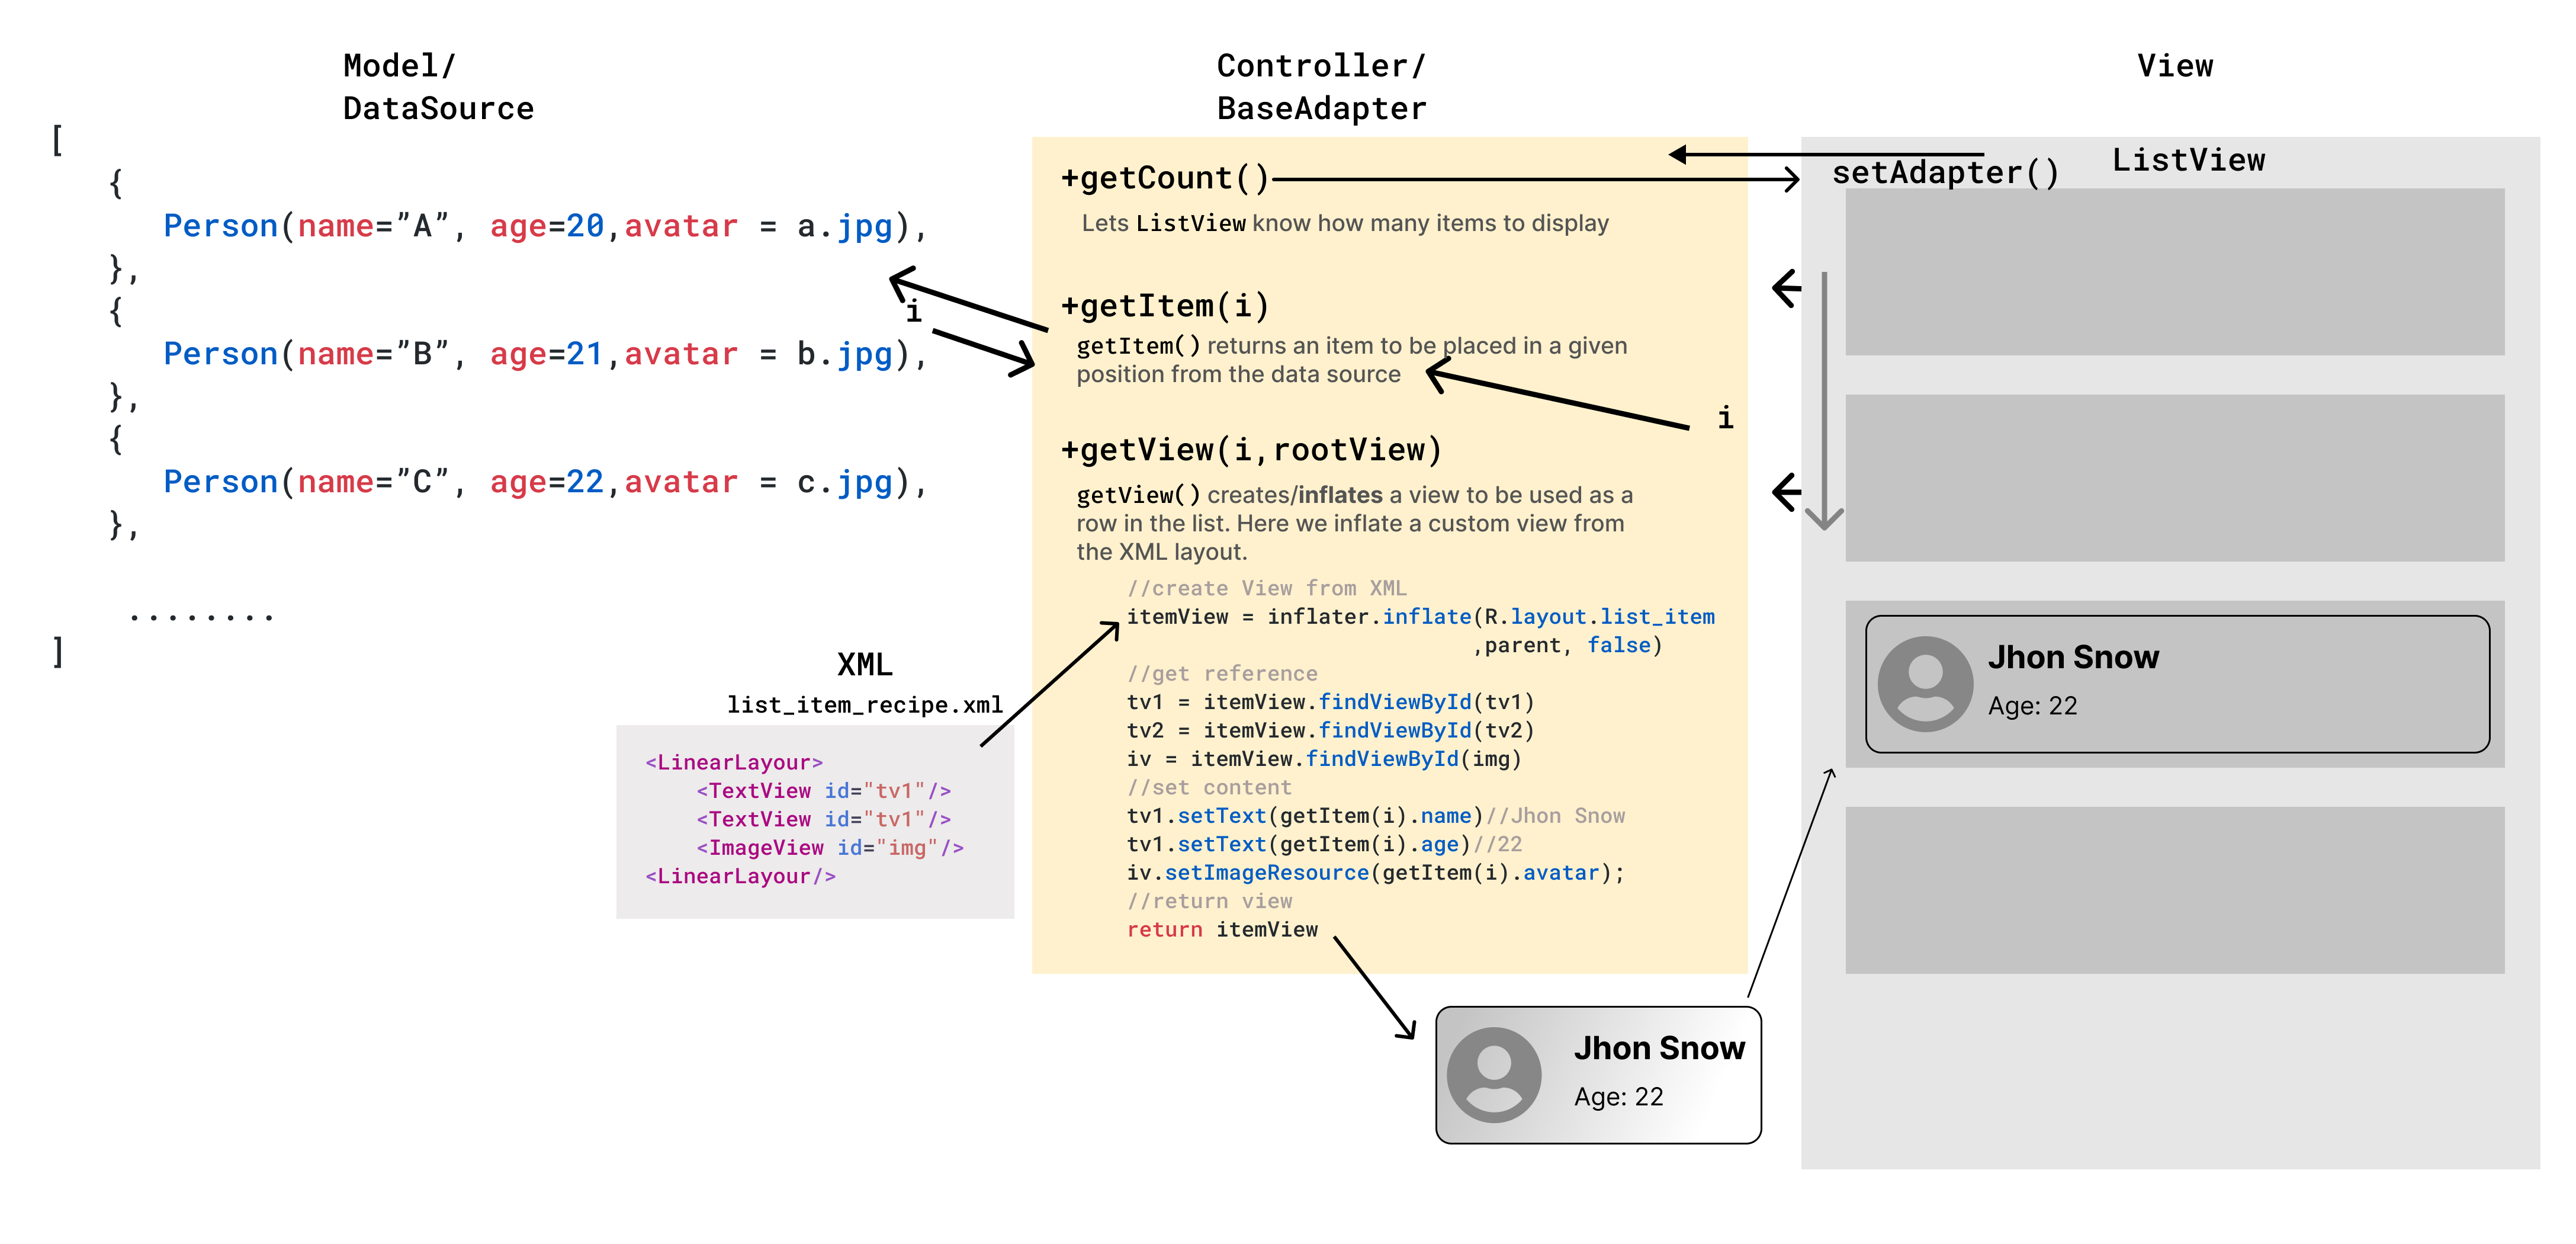 Model/
DataSource
[
{
Person(name=”A”, age=20,avatar = a.jpg),
},
{
Person(name=”B”, age=21,avatar = b.jpg),
},
{
Person(name=”C”, age=22,avatar = c.jpg),
},
........
]
i
XML
list_item_recipe.xml
<LinearLayour>
<TextView id="tv1"/>
<TextView id="tv1"/>
<ImageView id="img"/>
<LinearLayour/>
Controller/
BaseAdapter
+getCount()
Lets ListView know how many items to display
+getItem(i)
getItem() returns an item to be placed in a given
position from the data source
i
+getView(i,rootView)
getView() creates/inflates a view to be used as a
row in the list. Here we inflate a custom view from
the XML layout.
//create View from XML
itemView = inflater.inflate(R.layout.list_item
,parent, false)
//get reference
tv1 = itemView.findViewById(tv1)
tv2 = itemView.findViewById(tv2)
iv = itemView.findViewById(img)
//set content
tv1.setText(getItem(i).name)//Jhon Snow
tv1.setText(getItem(i).age)//22
iv.setImageResource(getItem(i).avatar);
//return view
return itemView
Jhon Snow
Age: 22
View
setAdapter()
ListView
Jhon Snow
Age: 22